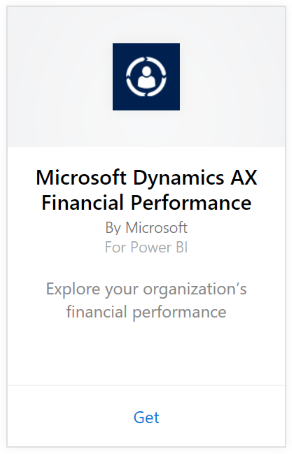 Microsoft Dynamics AX
Financial Performance
By Microsoft
For Power BI
Explore your organization's
financial performance
Get